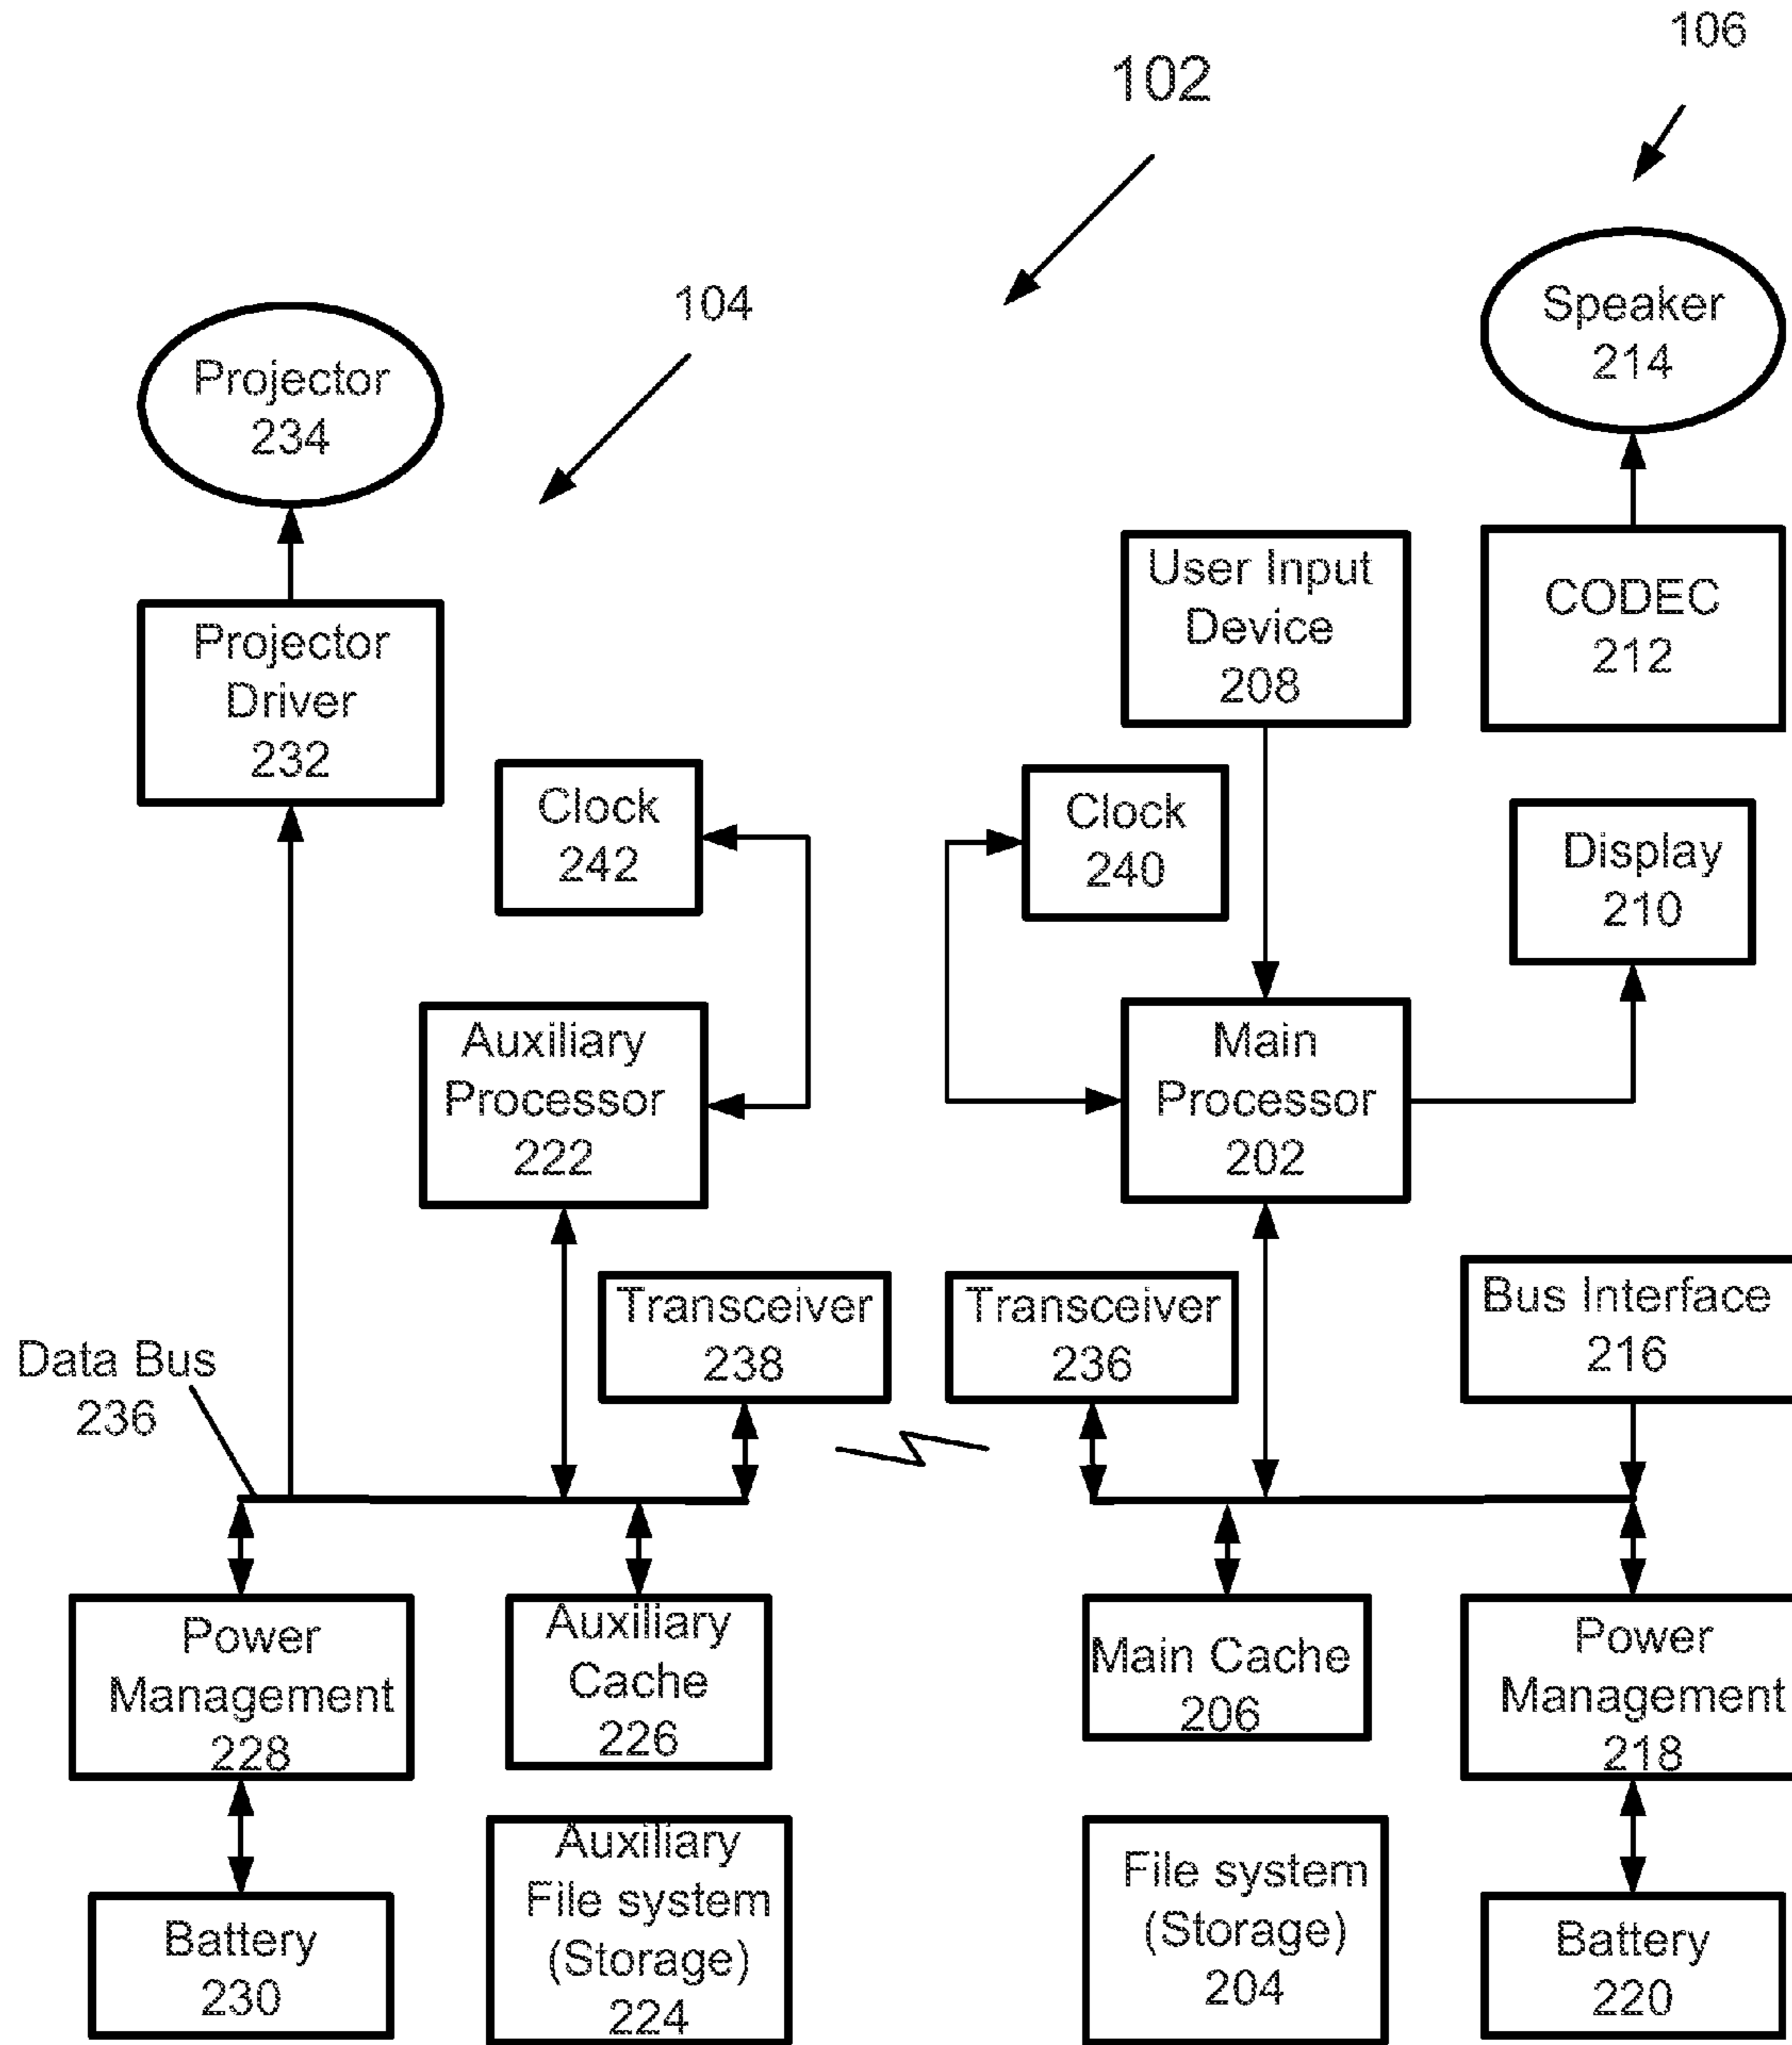 106
102
104
Speaker
214
Projector
234
User Input
Device
208
CODEC
212
Projector
Driver
232
Clock
242
Clock
240
Display
210
Auxiliary
Processor
222
Main
Processor
202
Transceiver
238
Transceiver
236
Bus Interface
216
Data Bus
236
Power
Management
228
Auxiliary
Cache
226
Main Cache
206
Power
Management
218
Battery
230
Auxiliary
File system
(Storage)
224
File system
(Storage)
204
Battery
220